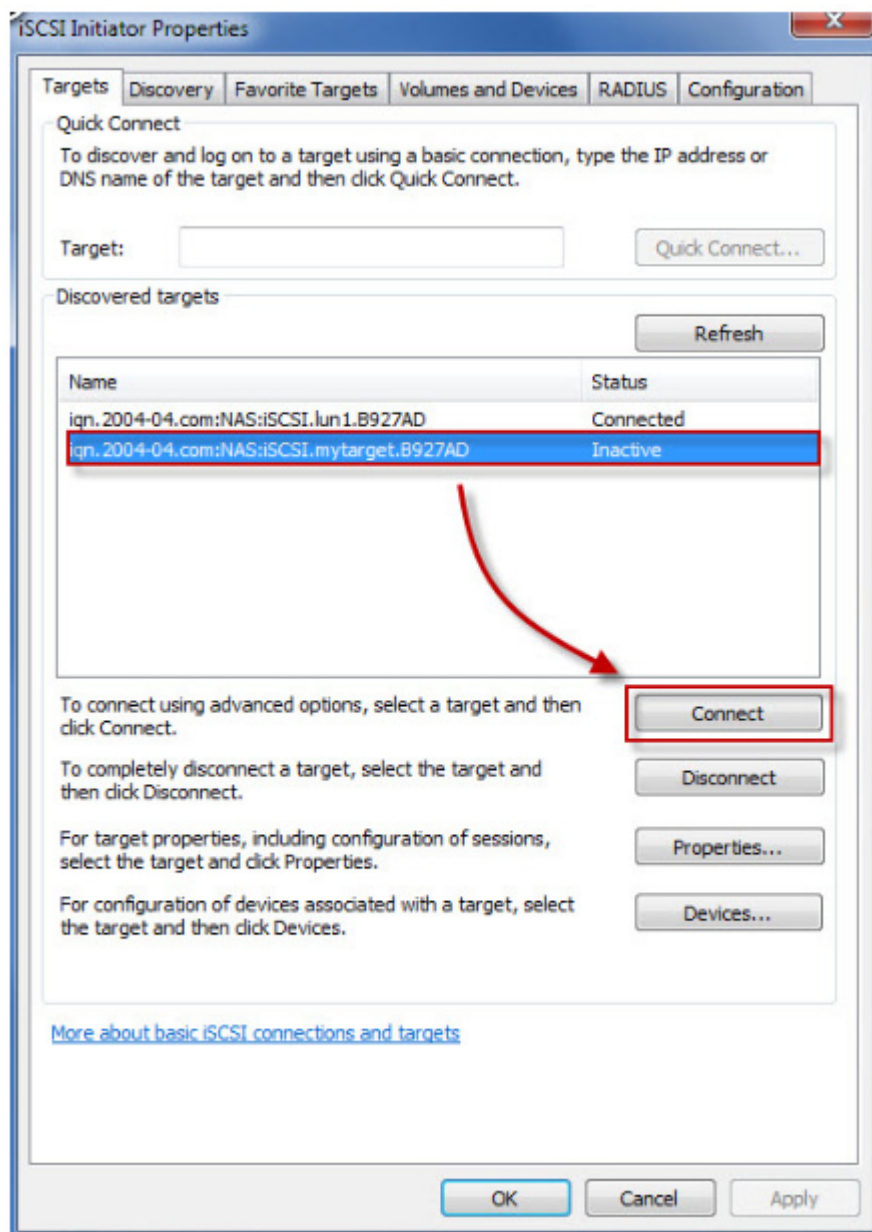 iSCSI Initiator Properties
Targets Discovery Favorite Targets Volumes and Devices RADIUS Configuration
Quick Connect
To discover and log on to a target using a basic connection, type the IP address or
DNS name of the target and then click Quick Connect.
Target: Quick Connect...
Discovered targets
Refresh
Name Status
iqn.2004-04.com:NAS:iSCSI.lun1.B927AD Connected
iqn.2004-04.com:NAS:iSCSI.mytarget.B927AD Inactive
To connect using advanced options, select a target and then
click Connect.
Connect
To completely disconnect a target, select the target and
then click Disconnect.
Disconnect
For target properties, including configuration of sessions,
select the target and click Properties.
Properties...
For configuration of devices associated with a target, select
the target and then click Devices.
Devices...
More about basic iSCSI connections and targets
OK Cancel Apply